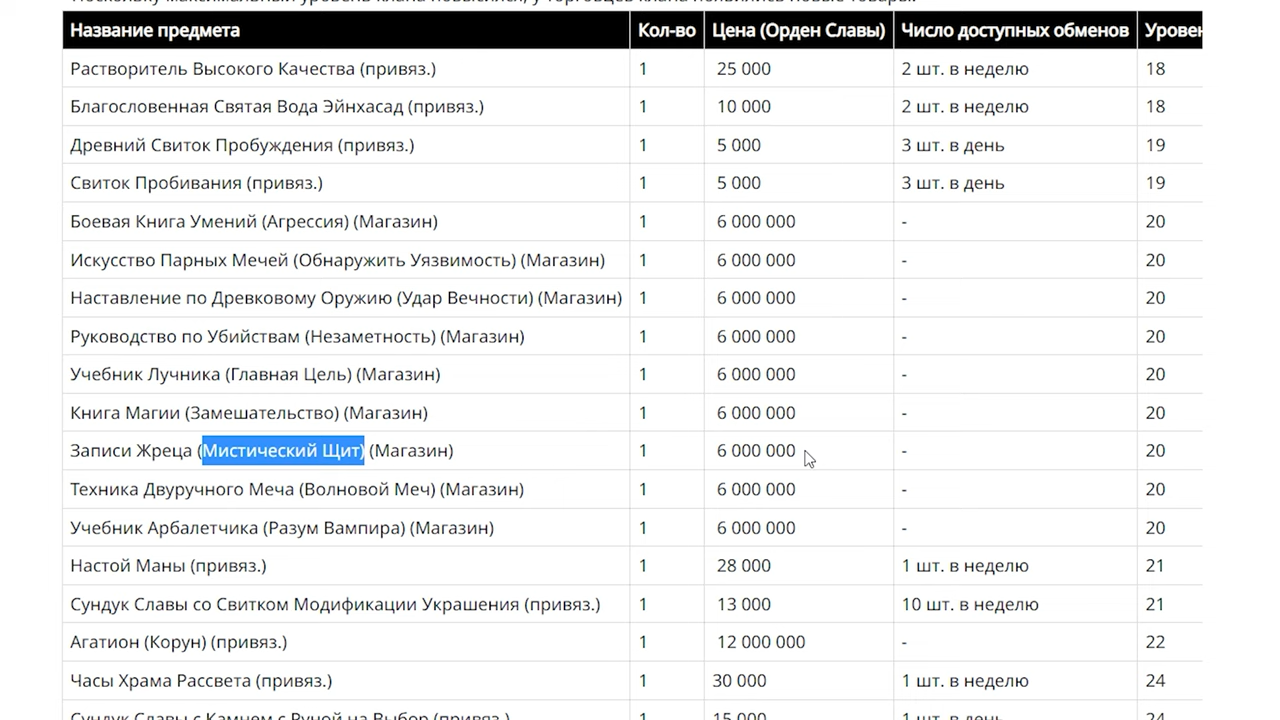 Поскольку максимальный уровень клана повысился, у торговцев клана появились новые товары.
Название предмета Кол-во Цена (Орден Славы) Число доступных обменов Уровен
Растворитель Высокого Качества (привяз.) 1 25 000 2 шт. в неделю 18
Благословенная Святая Вода Эйнхасад (привяз.) 1 10 000 2 шт. в неделю 18
Древний Свиток Пробуждения (привяз.) 1 5 000 3 шт. в день 19
Свиток Пробивания (привяз.) 1 5 000 3 шт. в день 19
Боевая Книга Умений (Агрессия) (Магазин) 1 6 000 000 - 20
Искусство Парных Мечей (Обнаружить Уязвимость) (Магазин) 1 6 000 000 - 20
Наставление по Древковому Оружию (Удар Вечности) (Магазин) 1 6 000 000 - 20
Руководство по Убийствам (Незаметность) (Магазин) 1 6 000 000 - 20
Учебник Лучника (Главная Цель) (Магазин) 1 6 000 000 - 20
Книга Магии (Замешательство) (Магазин) 1 6 000 000 - 20
Записи Жреца (Мистический Щит) (Магазин) 1 6 000 000 - 20
Техника Двуручного Меча (Волновой Меч) (Магазин) 1 6 000 000 - 20
Учебник Арбалетчика (Разум Вампира) (Магазин) 1 6 000 000 - 20
Настой Маны (привяз.) 1 28 000 1 шт. в неделю 21
Сундук Славы со Свитком Модификации Украшения (привяз.) 1 13 000 10 шт. в неделю 21
Агатион (Корун) (привяз.) 1 12 000 000 - 22
Часы Храма Рассвета (привяз.) 1 30 000 1 шт. в неделю 24
Сундук Славы с Камнем с Руной на Выбор (привяз.) 1 15 000 1 шт. в день 24